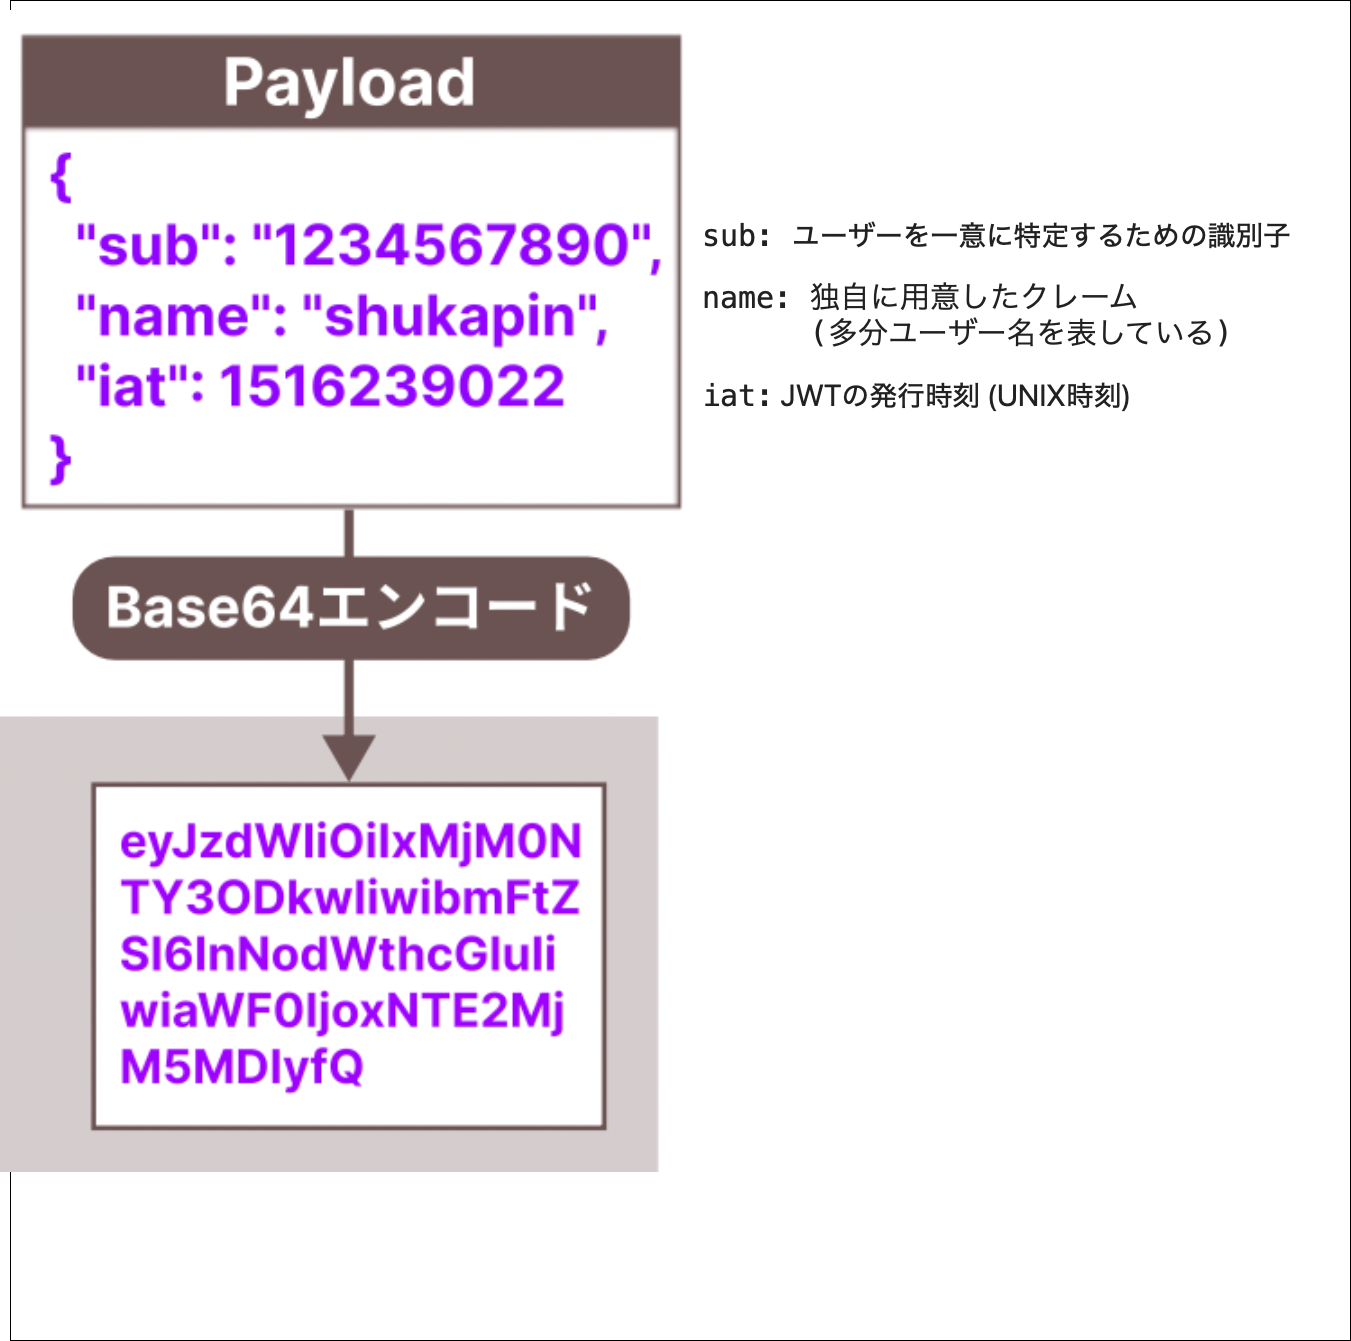 Payload
{
"sub": "1234567890",
"name": "shukapin",
"iat": 1516239022
}
sub: ユーザーを一意に特定するための識別子
name: 独自に用意したクレーム
(多分ユーザー名を表している)
iat: JWTの発行時刻 (UNIX時刻)
Base64エンコード
eyJzdWIiOiIxMjM0N
TY3ODkwIiwibmFtZ
SI6InNodWthcGluIi
wiaWF0IjoxNTE2Mj
M5MDIyfQ